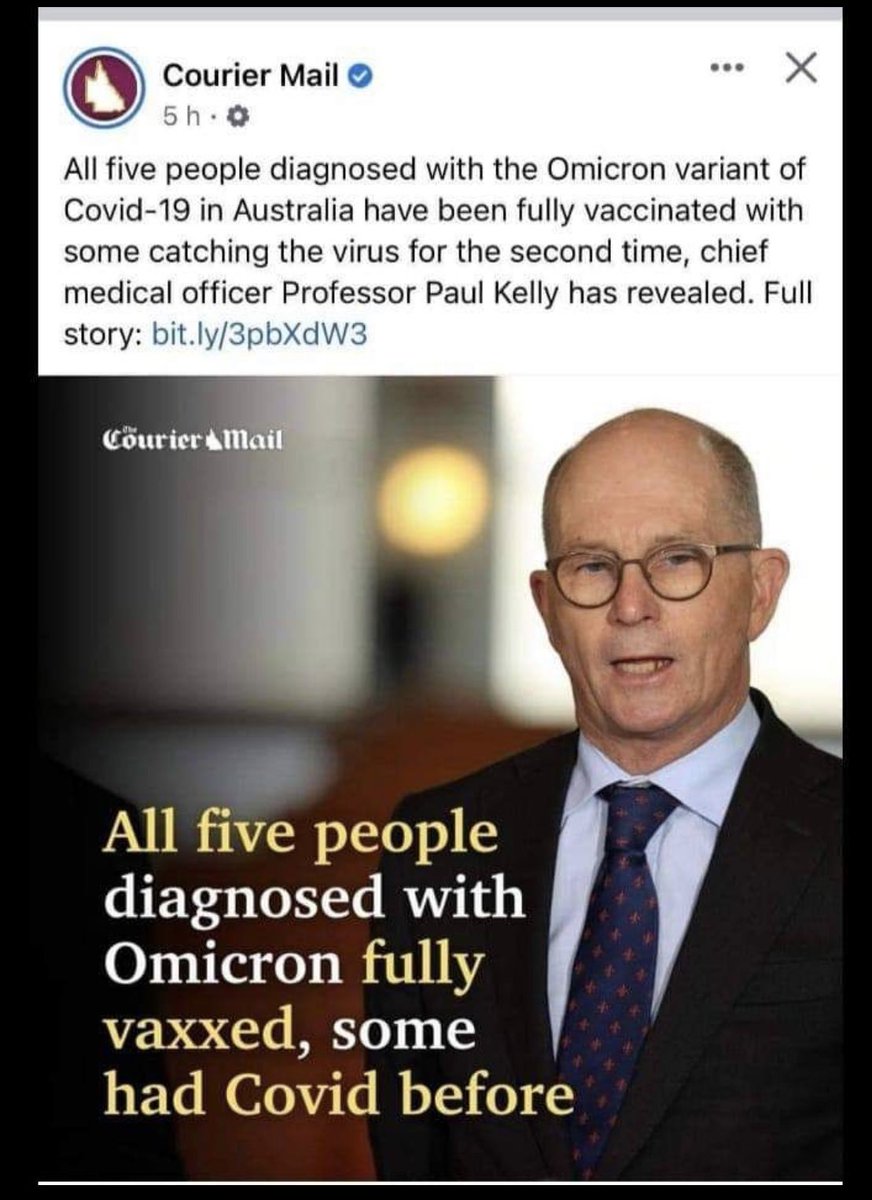 Courier Mail
5 h ·
All five people diagnosed with the Omicron variant of
Covid-19 in Australia have been fully vaccinated with
some catching the virus for the second time, chief
medical officer Professor Paul Kelly has revealed. Full
story: bit.ly/3pbXdW3
The Courier Mail
All five people
diagnosed with
Omicron fully
vaxxed, some
had Covid before